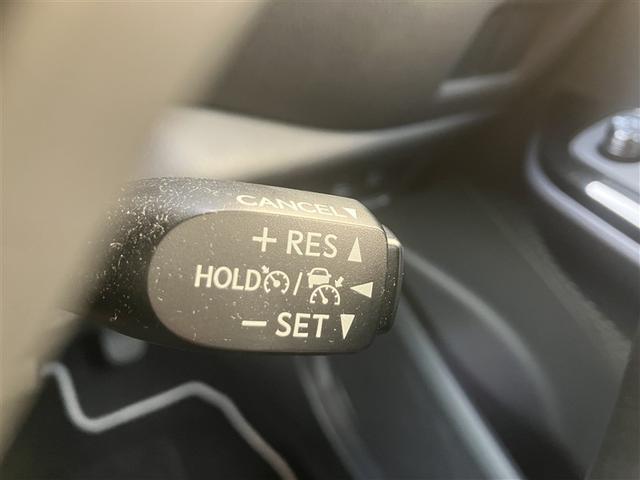 CANCEL▼
+ RES▲
HOLD/◀
− SET▼